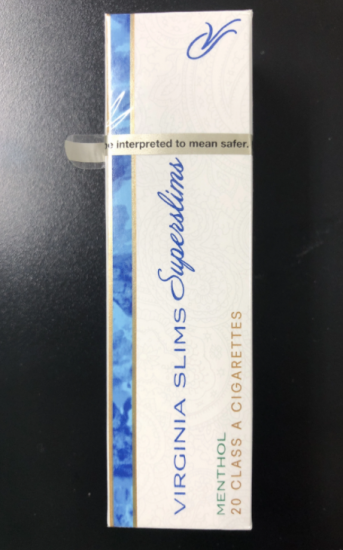 interpreted to mean safer.
VIRGINIA SLIMS Superslims
MENTHOL
20 CLASS A CIGARETTES